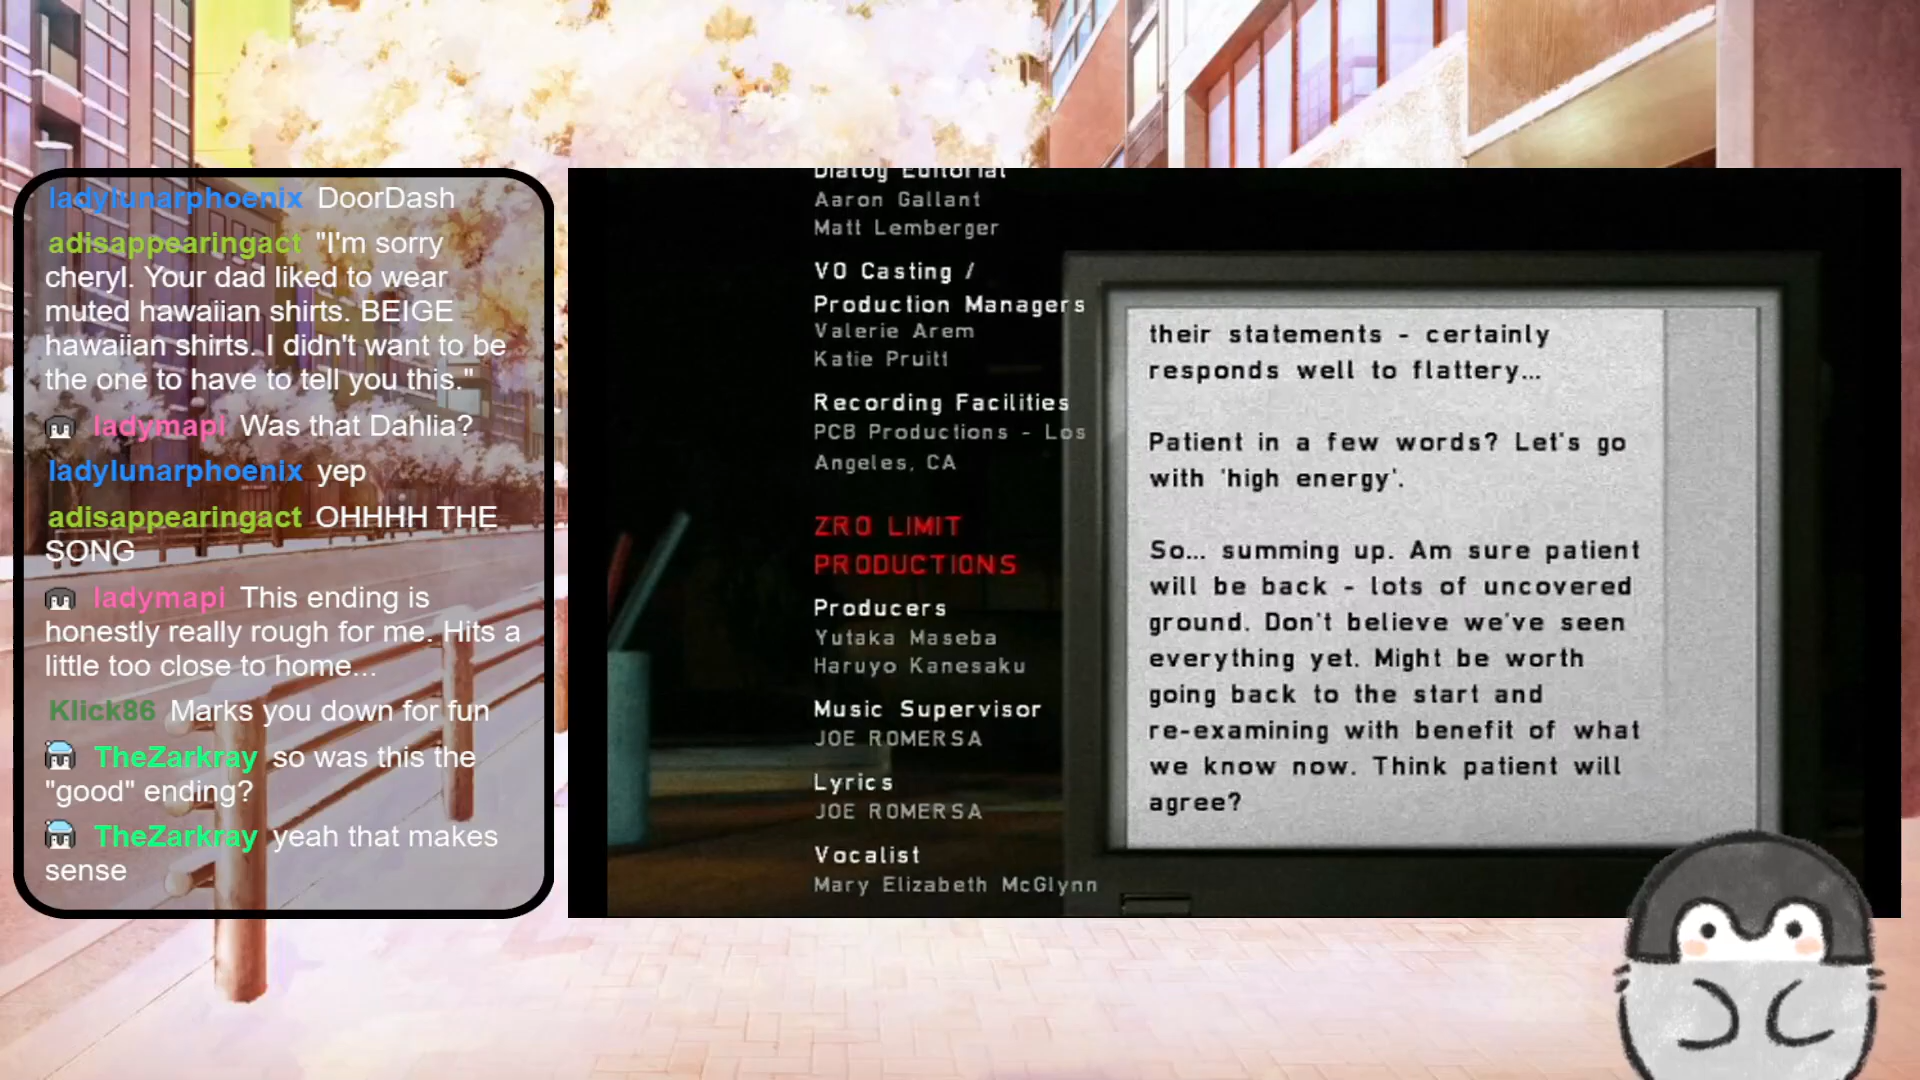 ladylunarphoenix DoorDash
adisappearingact "I'm sorry
cheryl. Your dad liked to wear
muted hawaiian shirts. BEIGE
hawaiian shirts. I didn't want to be
the one to have to tell you this."
ladymapi Was that Dahlia?
ladylunarphoenix yep
adisappearingact OHHHH THE
SONG
ladymapi This ending is
honestly really rough for me. Hits a
little too close to home...
Klick86 Marks you down for fun
TheZarkray so was this the
"good" ending?
TheZarkray yeah that makes
sense
Dialog Editorial
Aaron Gallant
Matt Lemberger
VO Casting /
Production Managers
Valerie Arem
Katie Pruitt
Recording Facilities
PCB Productions - Los
Angeles, CA
ZRO LIMIT
PRODUCTIONS
Producers
Yutaka Maseba
Haruyo Kanesaku
Music Supervisor
JOE ROMERSA
Lyrics
JOE ROMERSA
Vocalist
Mary Elizabeth McGlynn
their statements - certainly
responds well to flattery...
Patient in a few words? Let's go
with 'high energy'.
So... summing up. Am sure patient
will be back - lots of uncovered
ground. Don't believe we've seen
everything yet. Might be worth
going back to the start and
re-examining with benefit of what
we know now. Think patient will
agree?